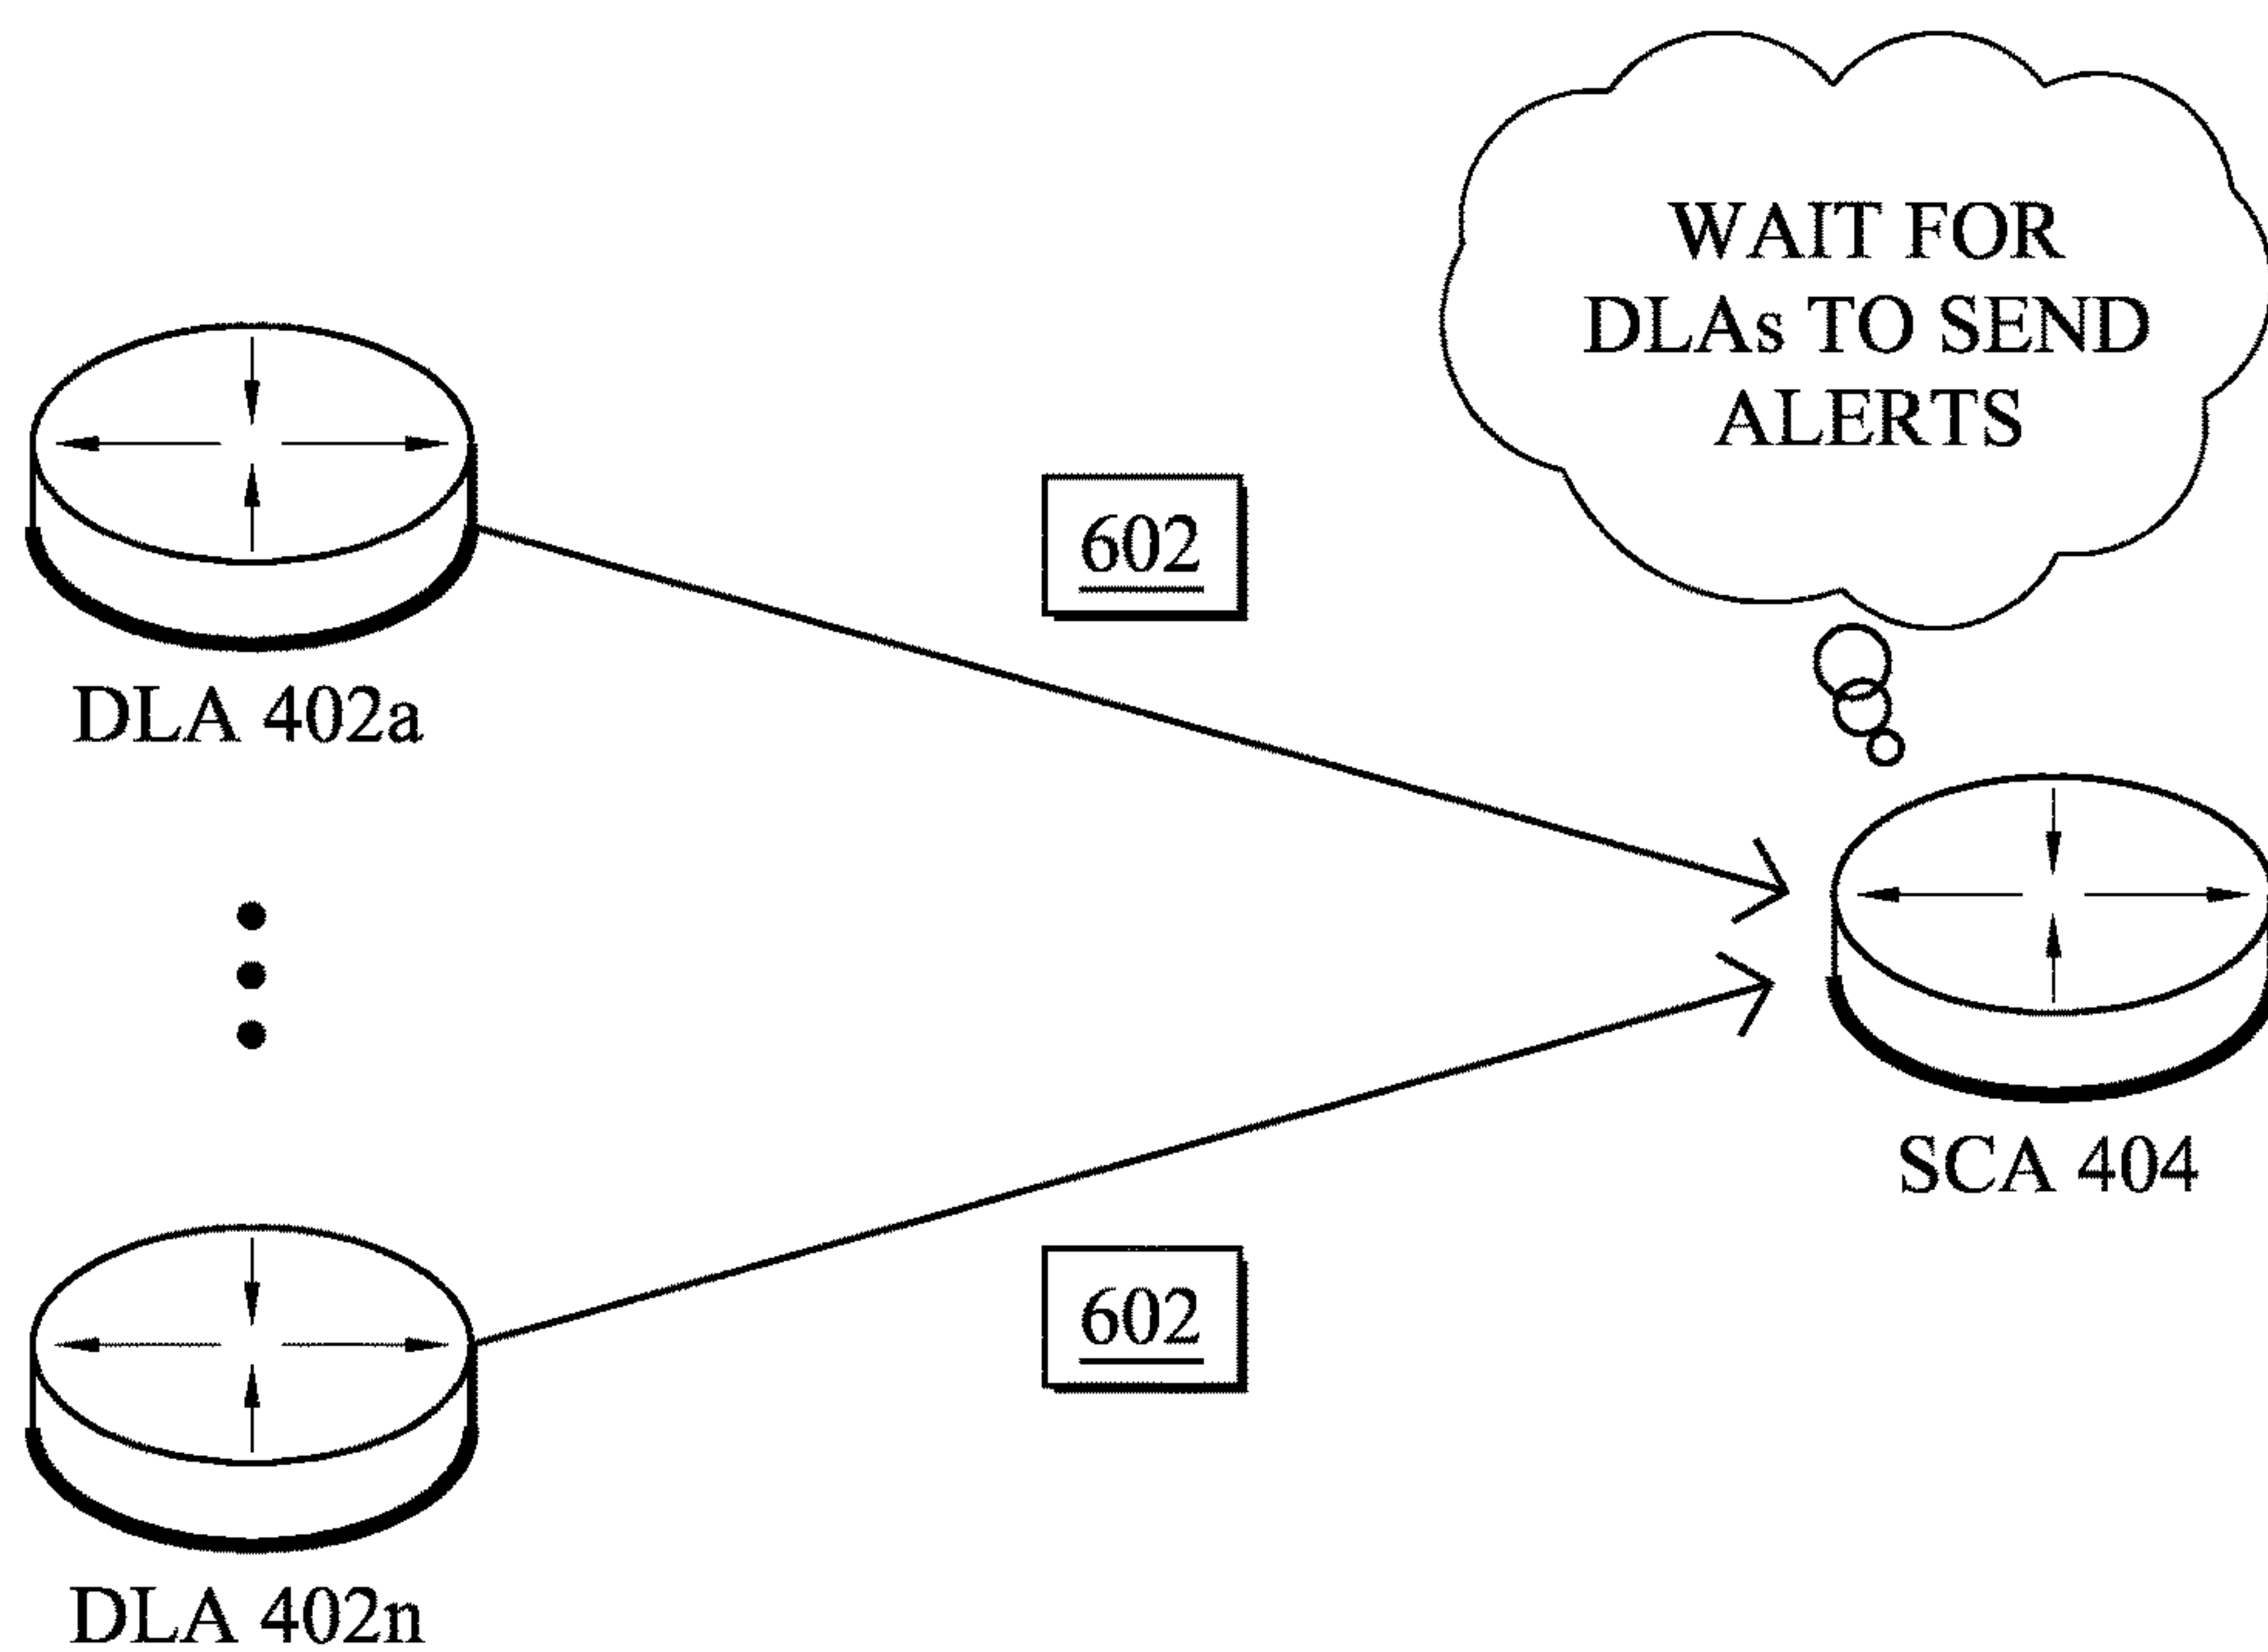 WAIT FOR
DLAs TO SEND
ALERTS
602
DLA 402a
SCA 404
602
DLA 402n